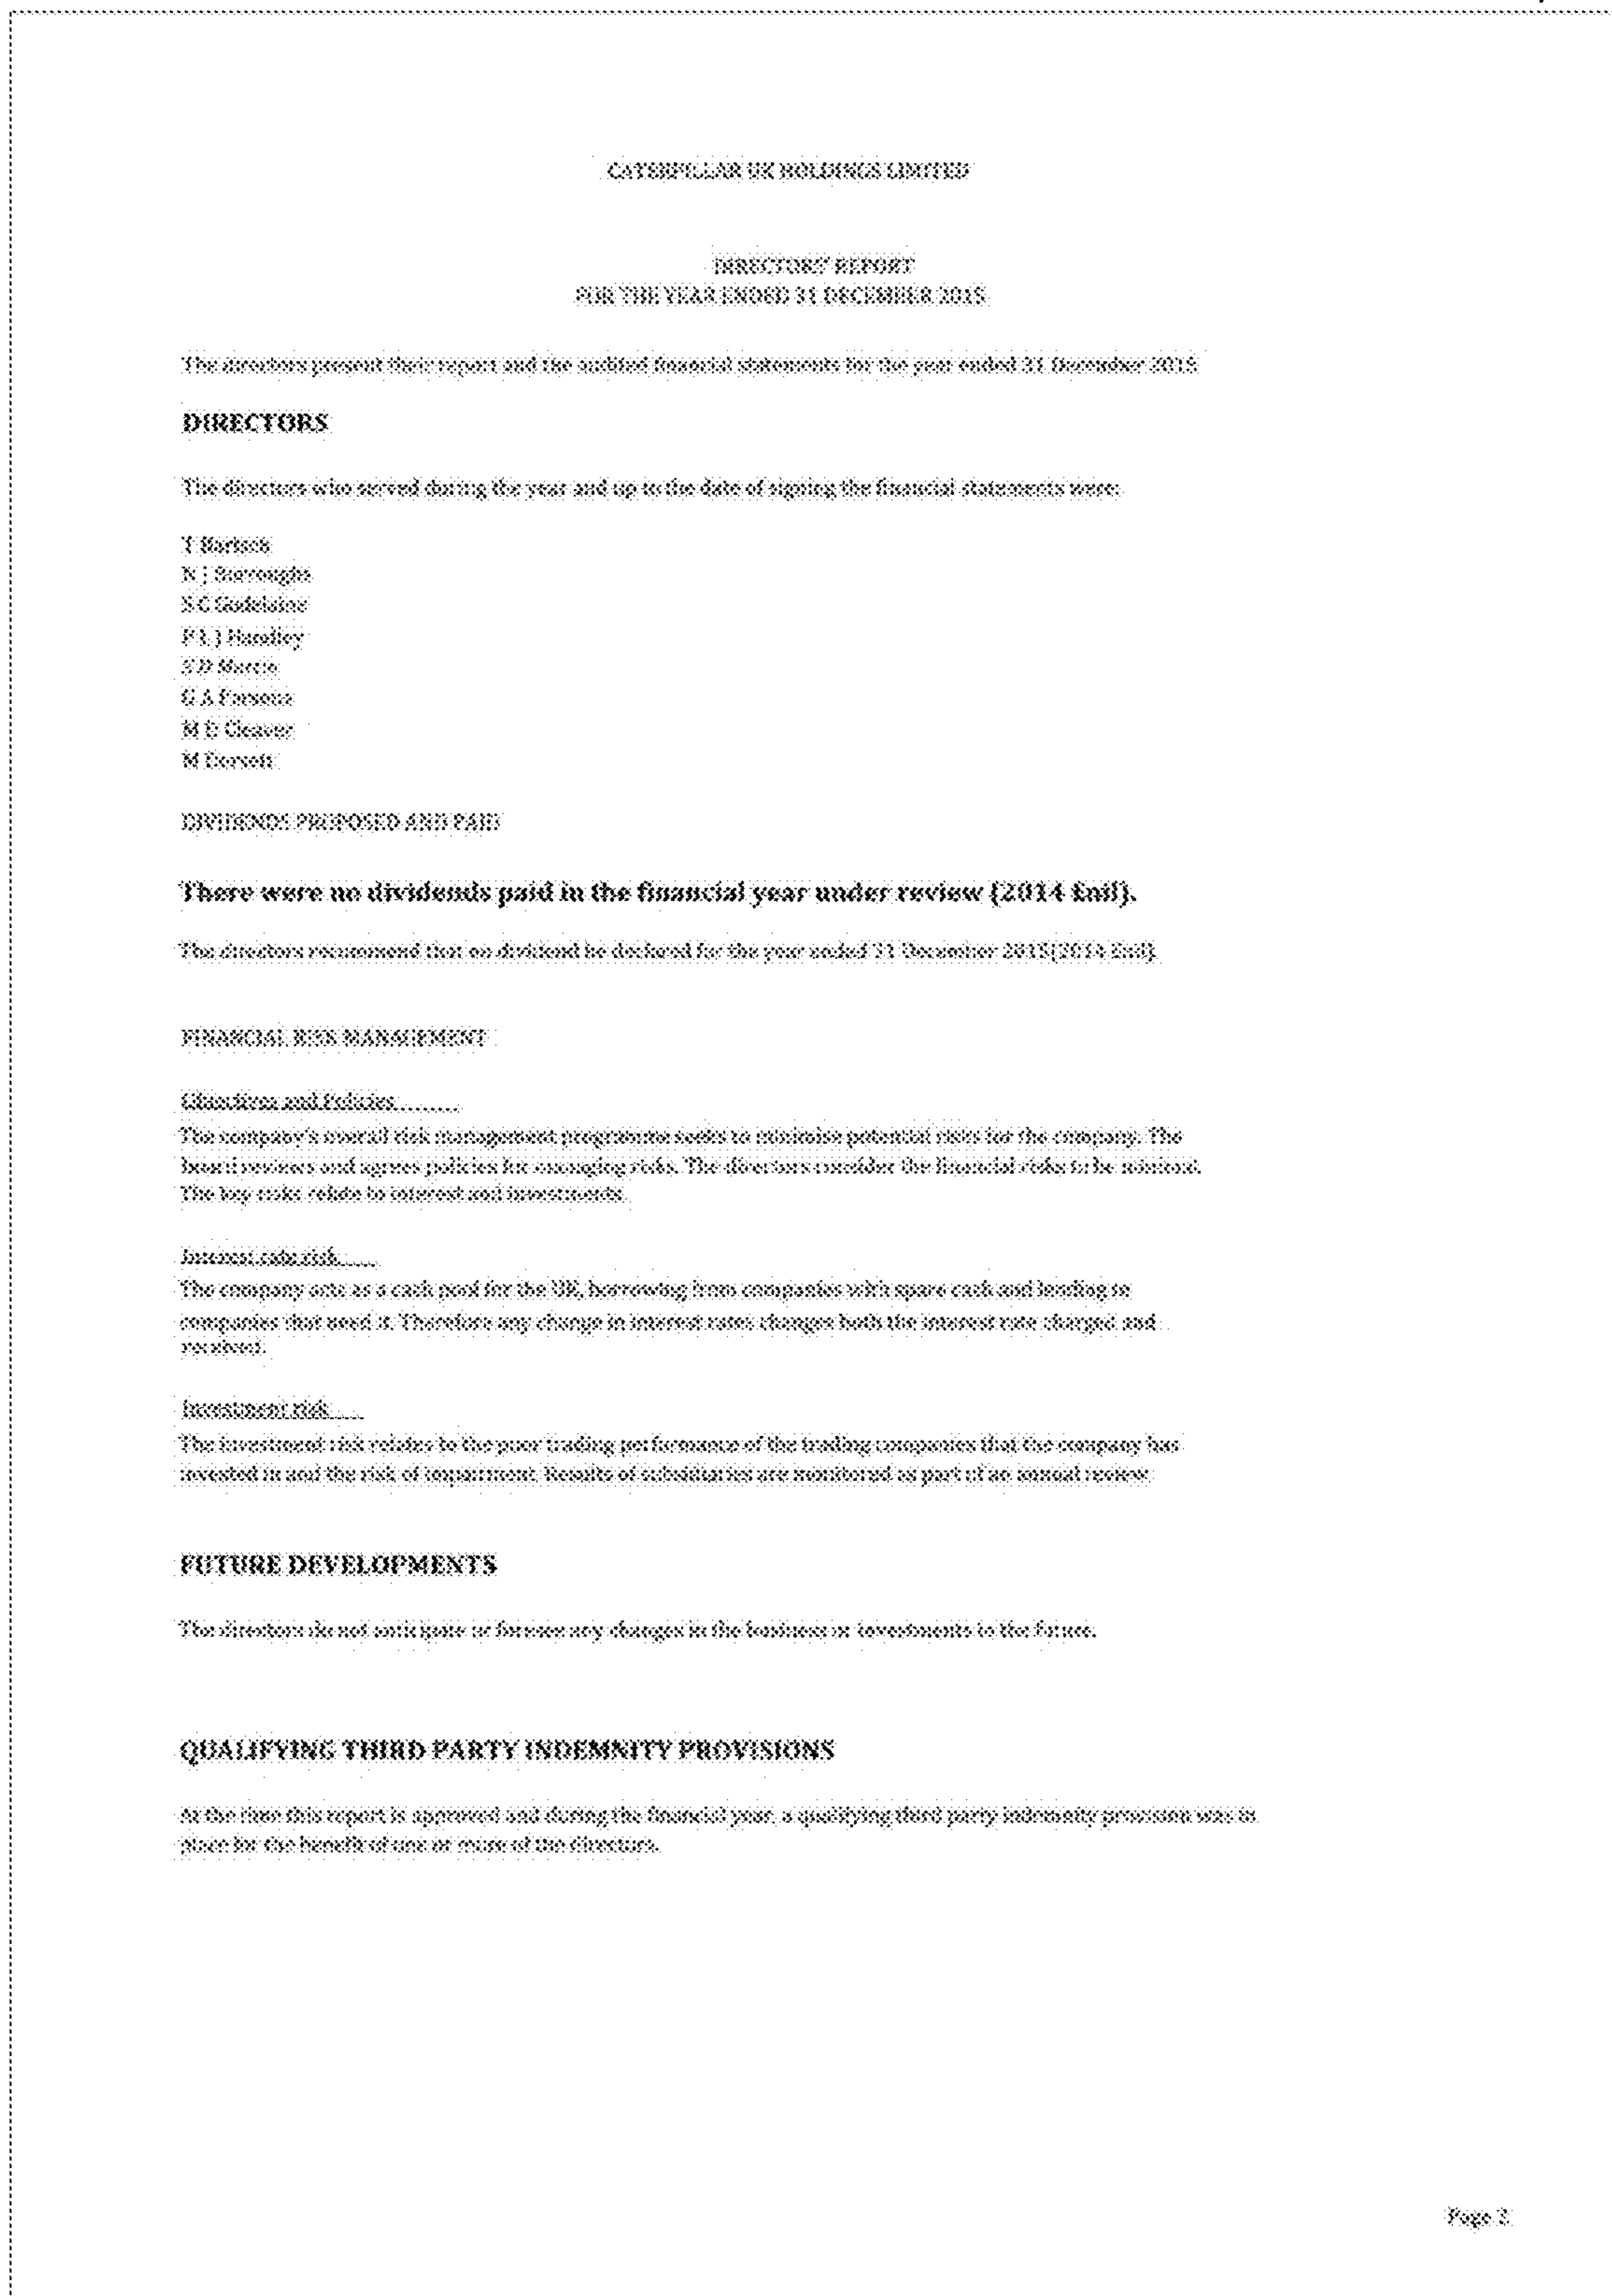 CATERPILLAR UK HOLDINGS LIMITED
DIRECTORS' REPORT
FOR THE YEAR ENDED 31 DECEMBER 2015
The directors present their report and the audited financial statements for the year ended 31 December 2015
DIRECTORS
The directors who served during the year and up to the date of signing the financial statements were:
T
N J Burroughs
S C
P L J Handley
S D Martin
G A
M D Cleaver
M Dorsett
DIVIDENDS PROPOSED AND PAID
There were no dividends paid in the financial year under review (2014 £nil).
The directors recommend that no dividend be declared for the year ended 31 December 2015(2014 £nil).
FINANCIAL RISK MANAGEMENT
Objectives and Policies
The company's overall risk management programme seeks to minimise potential risks for the company. The
board reviews and agrees policies for managing risks. The directors consider the financial risks to be minimal.
The key risks relate to interest and investments.
Interest rate risk
The company acts as a cash pool for the UK, borrowing from companies with spare cash and lending to
companies that need it. Therefore any change in interest rates changes both the interest rate charged and
received.
Investment risk
The investment risk relates to the poor trading performance of the trading companies that the company has
invested in and the risk of impairment. Results of subsidiaries are monitored as part of an annual review.
FUTURE DEVELOPMENTS
The directors do not anticipate or foresee any changes in the business or investments in the future.
QUALIFYING THIRD PARTY INDEMNITY PROVISIONS
At the time this report is approved and during the financial year, a qualifying third party indemnity provision was in
place for the benefit of one or more of the directors.
Page